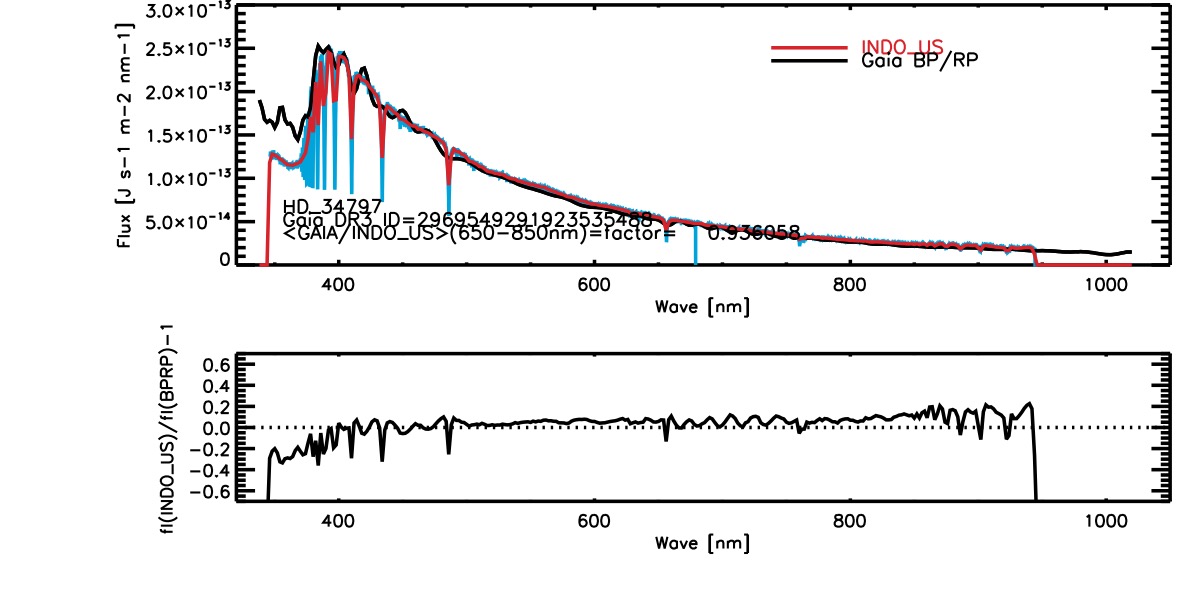 3.0×10⁻¹³
2.5×10⁻¹³
2.0×10⁻¹³
1.5×10⁻¹³
1.0×10⁻¹³
5.0×10⁻¹⁴
0
Flux [J s−1 m−2 nm−1]
INDO_US
Gaia BP/RP
HD_34797
Gaia DR3 ID=2969549291923535488
<GAIA/INDO_US>(650−850nm)=factor= 0.936058
400 600 800 1000
Wave [nm]
0.6
0.4
0.2
0.0
−0.2
−0.4
−0.6
fl(INDO_US)/fl(BPRP)−1
400 600 800 1000
Wave [nm]